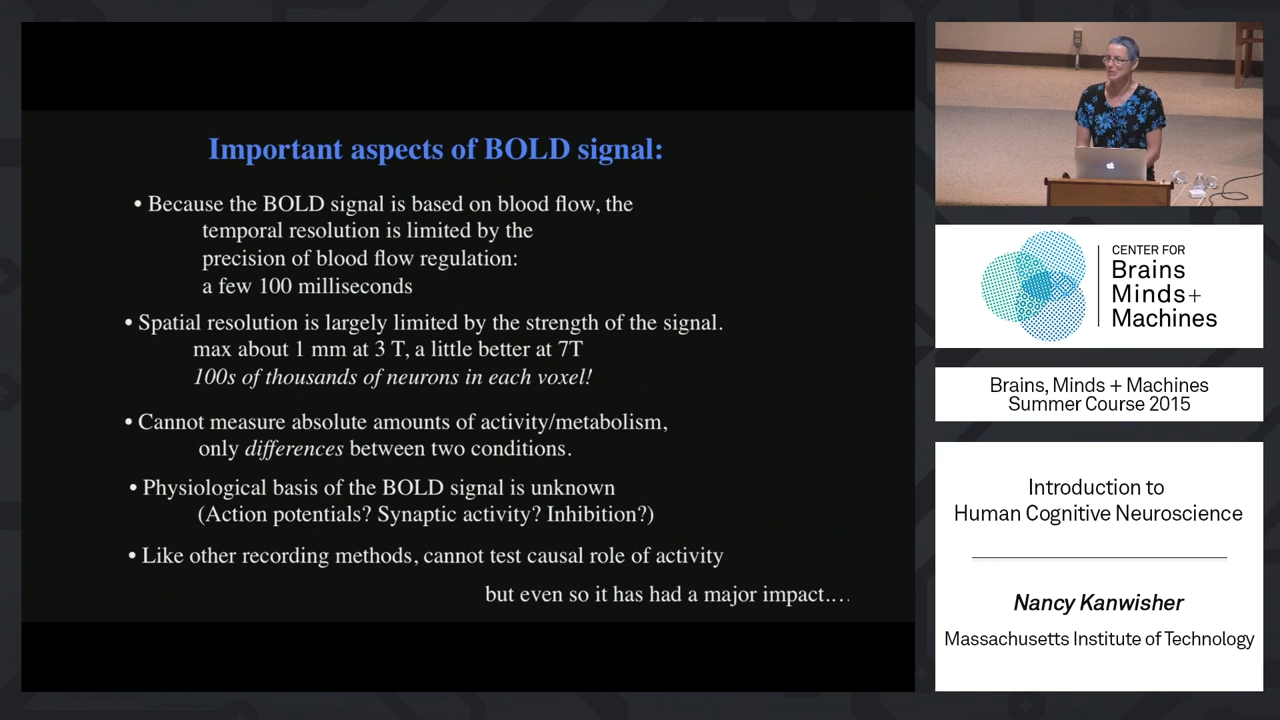 Important aspects of BOLD signal:
• Because the BOLD signal is based on blood flow, the
temporal resolution is limited by the
precision of blood flow regulation:
a few 100 milliseconds
• Spatial resolution is largely limited by the strength of the signal.
max about 1 mm at 3 T, a little better at 7T
100s of thousands of neurons in each voxel!
• Cannot measure absolute amounts of activity/metabolism,
only differences between two conditions.
• Physiological basis of the BOLD signal is unknown
(Action potentials? Synaptic activity? Inhibition?)
• Like other recording methods, cannot test causal role of activity
but even so it has had a major impact....
CENTER FOR
Brains
Minds+
Machines
Brains, Minds + Machines
Summer Course 2015
Introduction to
Human Cognitive Neuroscience
Nancy Kanwisher
Massachusetts Institute of Technology